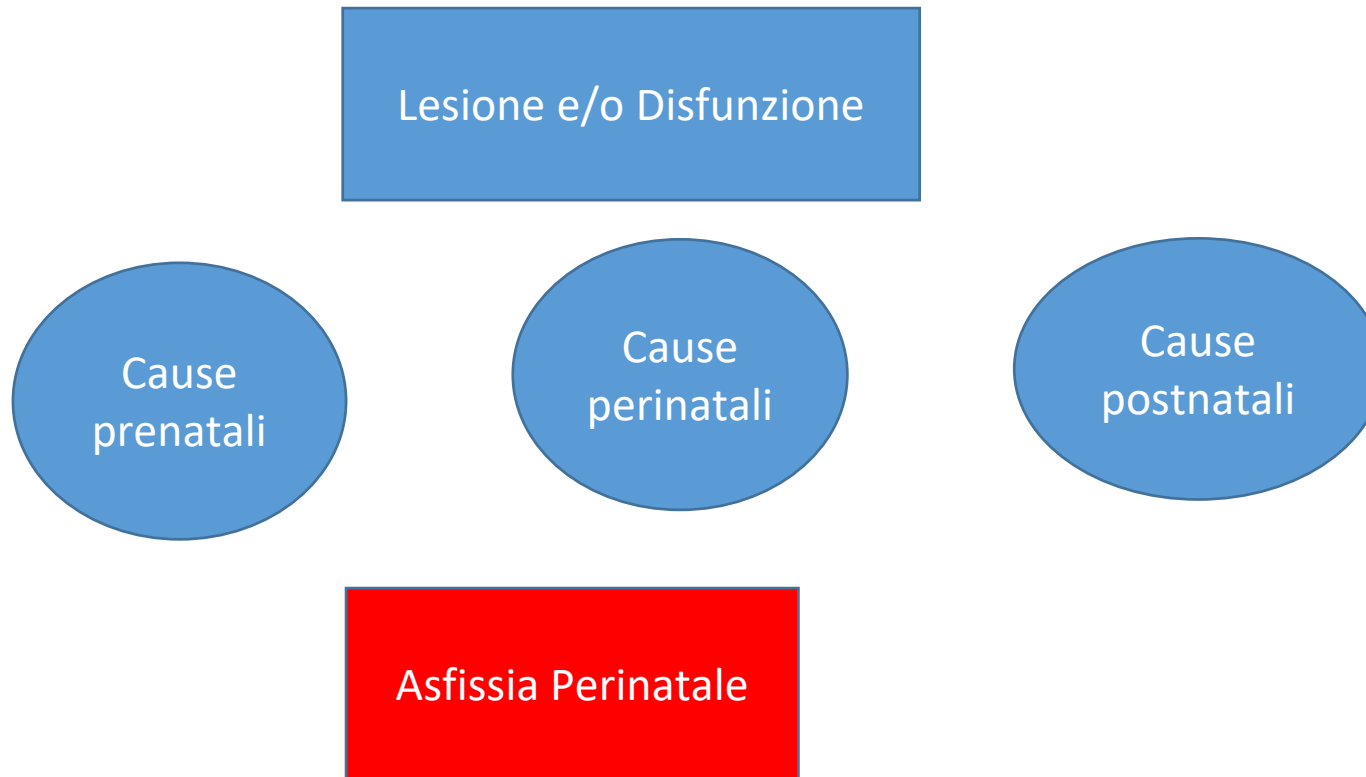 Lesione e/o Disfunzione
Cause
prenatali
Cause
perinatali
Cause
postnatali
Asfissia Perinatale